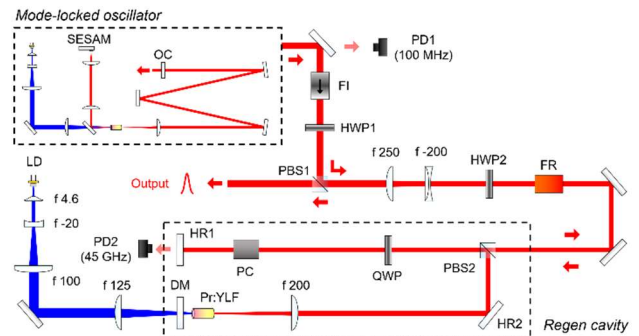 Mode-locked oscillator
SESAM
OC
PD1
(100 MHz)
FI
HWP1
LD
PBS1
f 250
f -200
HWP2
FR
Output
f 4.6
f -20
PD2
(45 GHz)
HR1
PC
QWP
PBS2
f 100
f 125
DM
Pr:YLF
f 200
HR2
Regen cavity